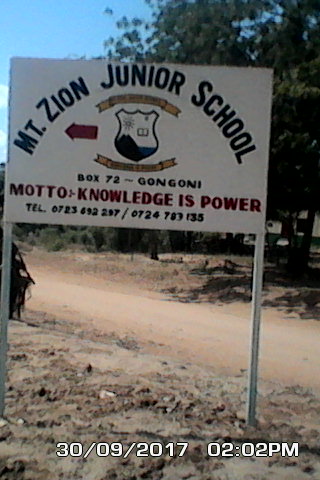 MT. ZION JUNIOR SCHOOL
BOX 72 ~ GONGONI
MOTTO:- KNOWLEDGE IS POWER
TEL. 0723 692 297 / 0724 783 135
30/09/2017 02:02PM